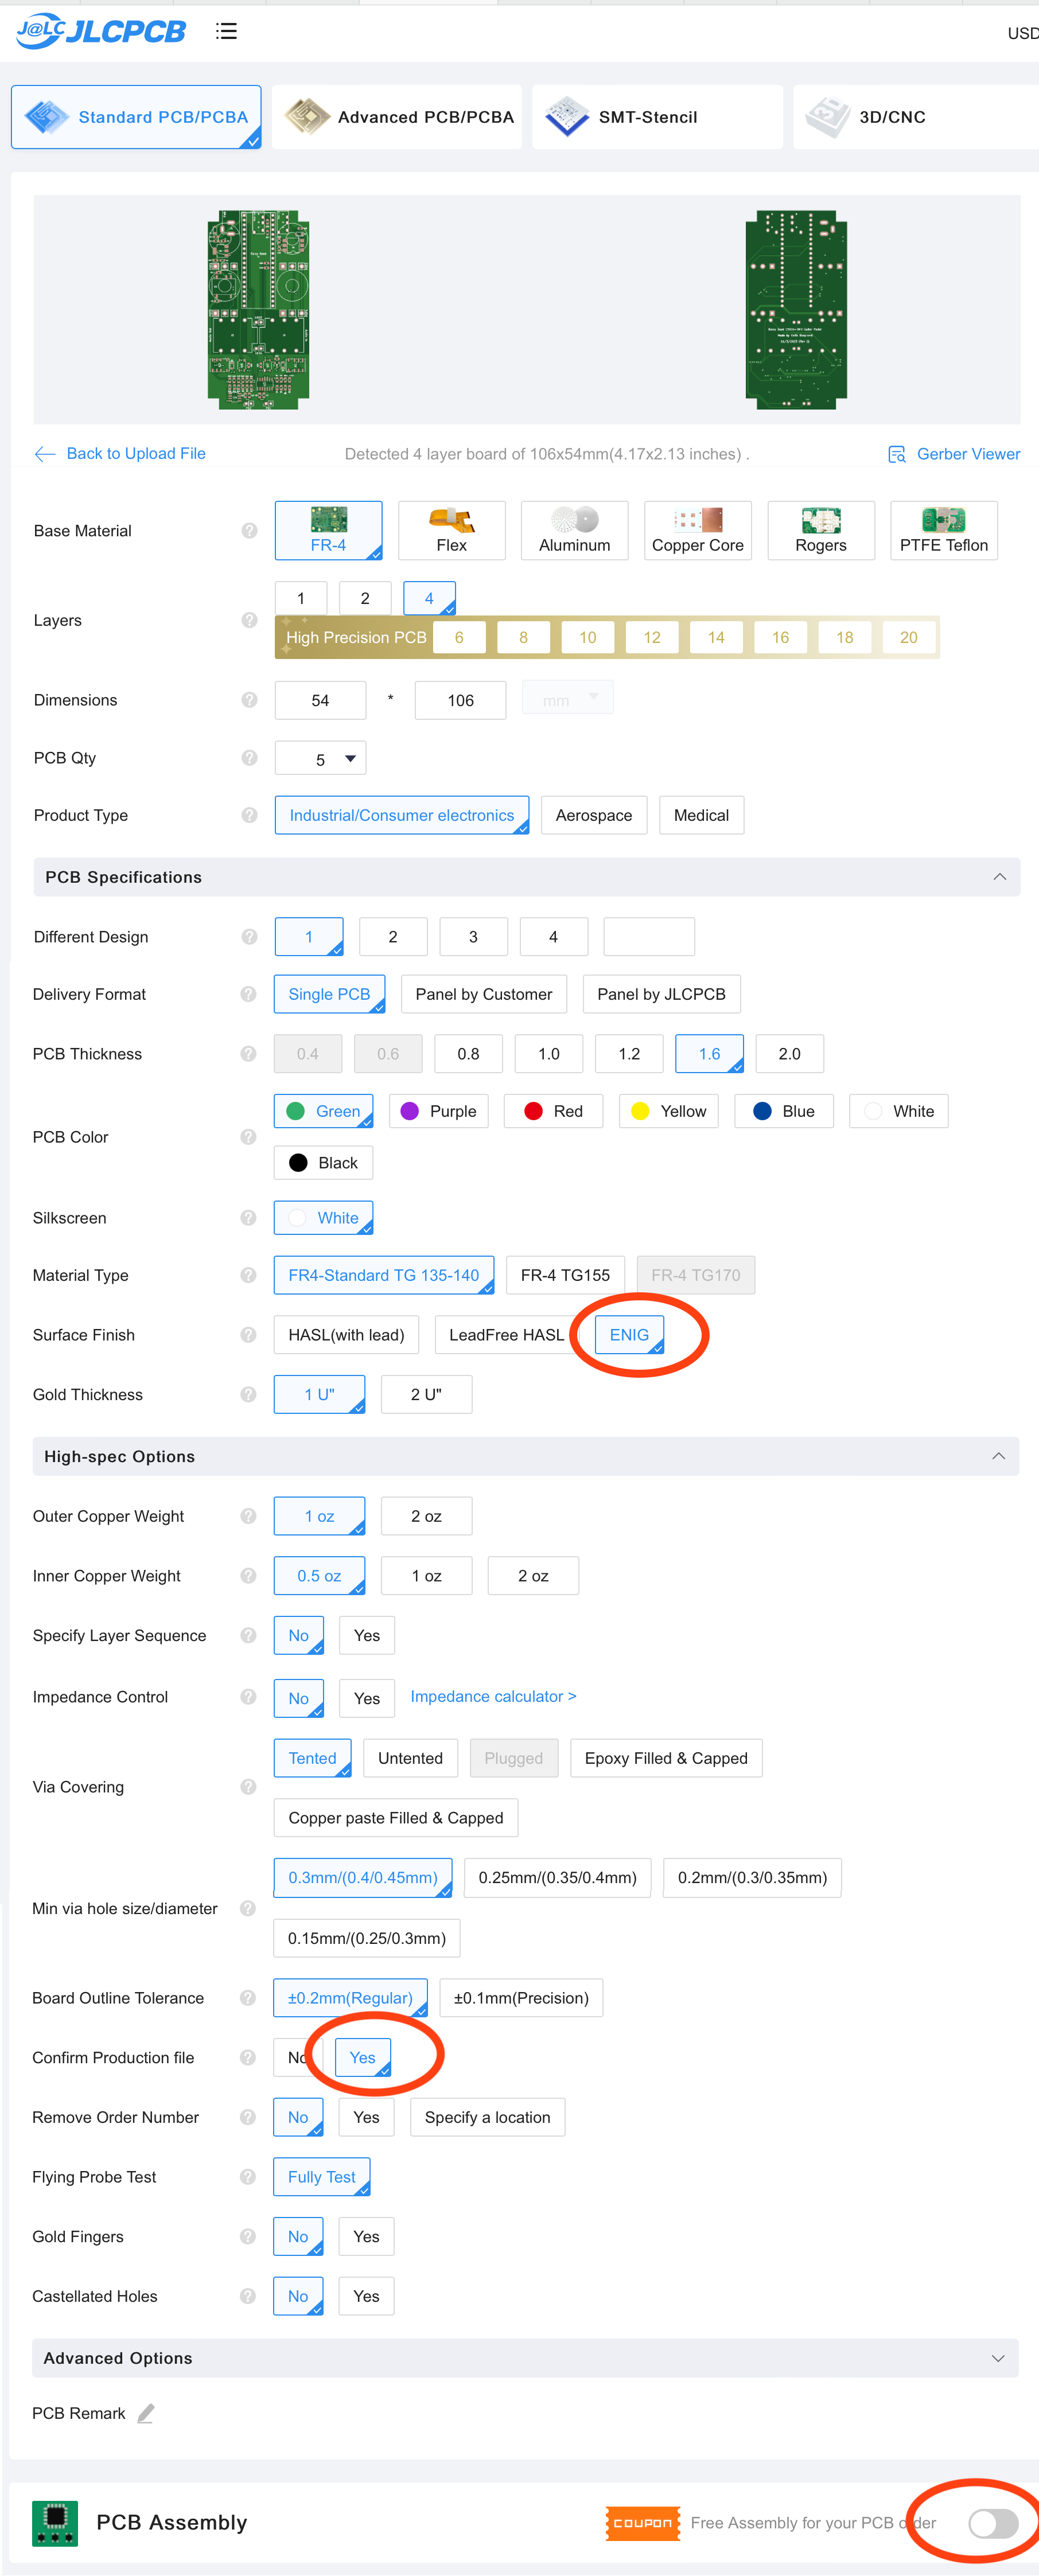 J@LC JLCPCB
USD
Standard PCB/PCBA
Advanced PCB/PCBA
SMT-Stencil
3D/CNC
Back to Upload File
Detected 4 layer board of 106x54mm(4.17x2.13 inches) .
Gerber Viewer
Base Material ? FR-4 Flex Aluminum Copper Core Rogers PTFE Teflon
Layers ? 1 2 4
High Precision PCB 6 8 10 12 14 16 18 20
Dimensions ? 54 * 106 mm
PCB Qty ? 5
Product Type ? Industrial/Consumer electronics Aerospace Medical
PCB Specifications
Different Design ? 1 2 3 4
Delivery Format ? Single PCB Panel by Customer Panel by JLCPCB
PCB Thickness ? 0.4 0.6 0.8 1.0 1.2 1.6 2.0
PCB Color ? Green Purple Red Yellow Blue White
Black
Silkscreen ? White
Material Type ? FR4-Standard TG 135-140 FR-4 TG155 FR-4 TG170
Surface Finish ? HASL(with lead) LeadFree HASL ENIG
Gold Thickness ? 1 U" 2 U"
High-spec Options
Outer Copper Weight ? 1 oz 2 oz
Inner Copper Weight ? 0.5 oz 1 oz 2 oz
Specify Layer Sequence ? No Yes
Impedance Control ? No Yes Impedance calculator >
Via Covering ? Tented Untented Plugged Epoxy Filled & Capped
Copper paste Filled & Capped
Min via hole size/diameter ? 0.3mm/(0.4/0.45mm) 0.25mm/(0.35/0.4mm) 0.2mm/(0.3/0.35mm)
0.15mm/(0.25/0.3mm)
Board Outline Tolerance ? ±0.2mm(Regular) ±0.1mm(Precision)
Confirm Production file ? No Yes
Remove Order Number ? No Yes Specify a location
Flying Probe Test ? Fully Test
Gold Fingers ? No Yes
Castellated Holes ? No Yes
Advanced Options
PCB Remark
PCB Assembly
COUPON
Free Assembly for your PCB order